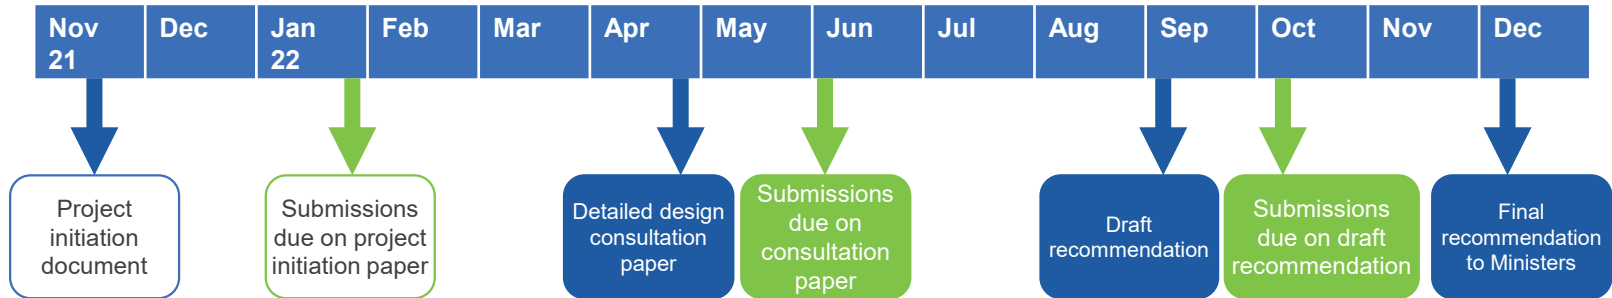 Nov Dec Jan Feb Mar Apr May Jun Jul Aug Sep Oct Nov Dec
21 22
Project
initiation
document
Submissions
due on project
initiation paper
Detailed design
consultation
paper
Submissions
due on
consultation
paper
Draft
recommendation
Submissions
due on draft
recommendation
Final
recommendation
to Ministers